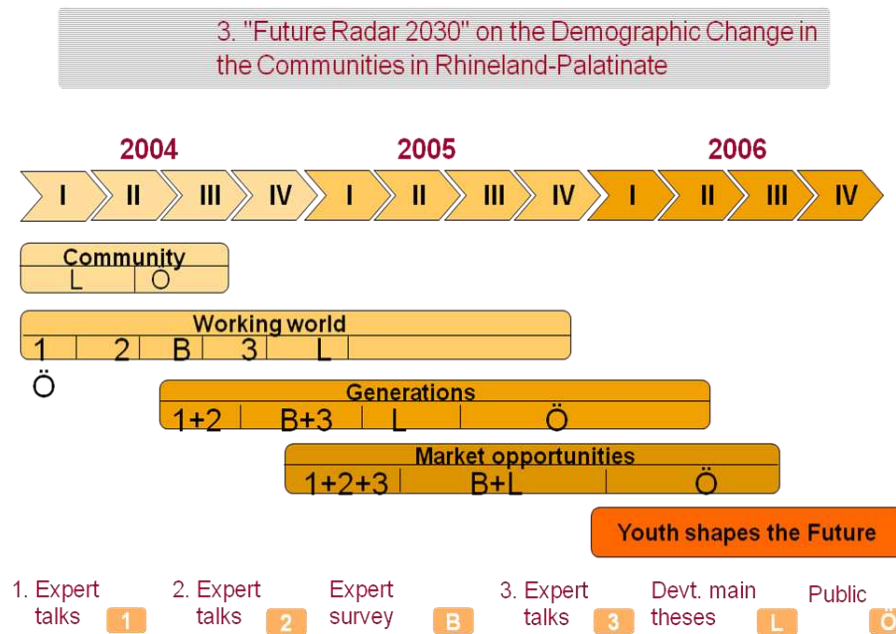 3. "Future Radar 2030" on the Demographic Change in
the Communities in Rhineland-Palatinate
2004 2005 2006
I II III IV I II III IV I II III IV
Community
L Ö
Working world
1 2 B 3 L
Ö
Generations
1+2 B+3 L Ö
Market opportunities
1+2+3 B+L Ö
Youth shapes the Future
1. Expert 2. Expert Expert 3. Expert Devt. main Public
talks 1 talks 2 survey B talks 3 theses L Ö